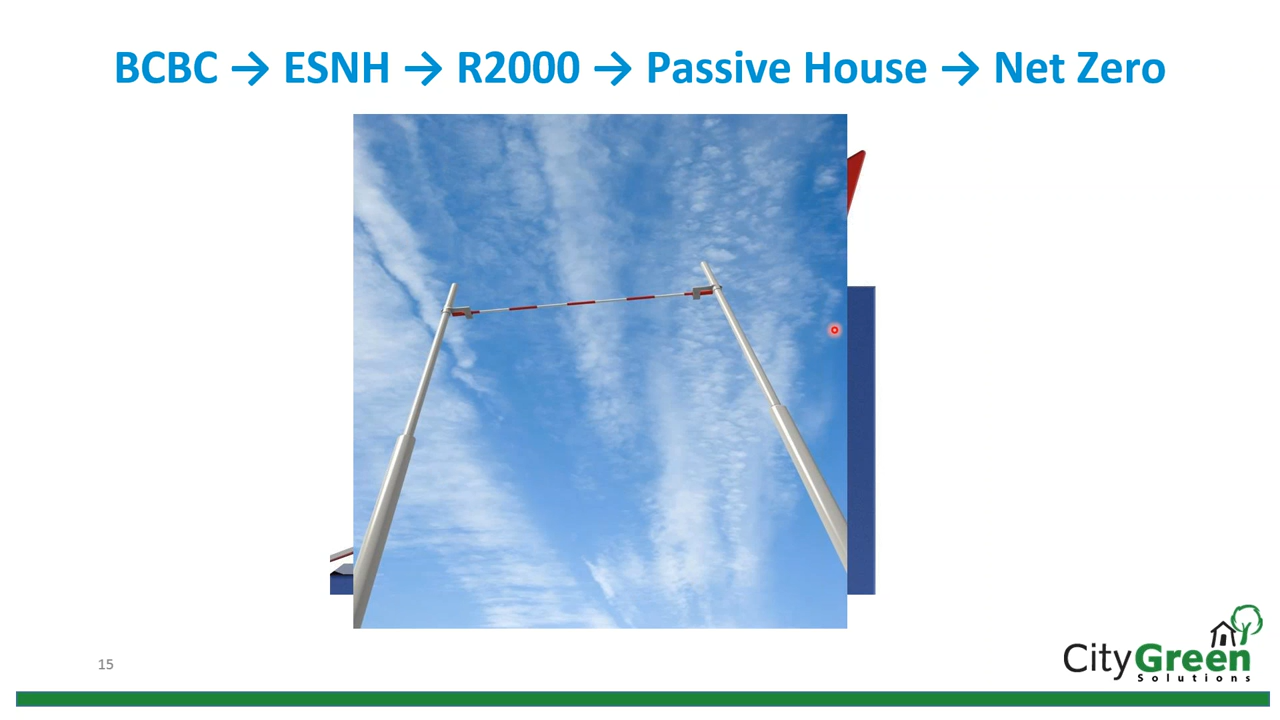 BCBC → ESNH → R2000 → Passive House → Net Zero
15
CityGreen
Solutions